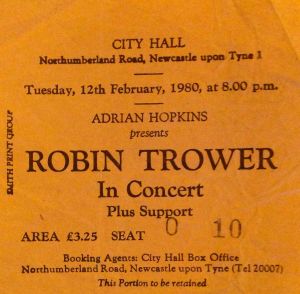 CITY HALL
Northumberland Road, Newcastle upon Tyne 1
Tuesday, 12th February, 1980, at 8.00 p.m.
ADRIAN HOPKINS
presents
ROBIN TROWER
In Concert
Plus Support
AREA £3.25 SEAT O 10
Booking Agents: City Hall Box Office
Northumberland Road, Newcastle upon Tyne (Tel 20007)
This Portion to be retained
SMITH PRINT GROUP